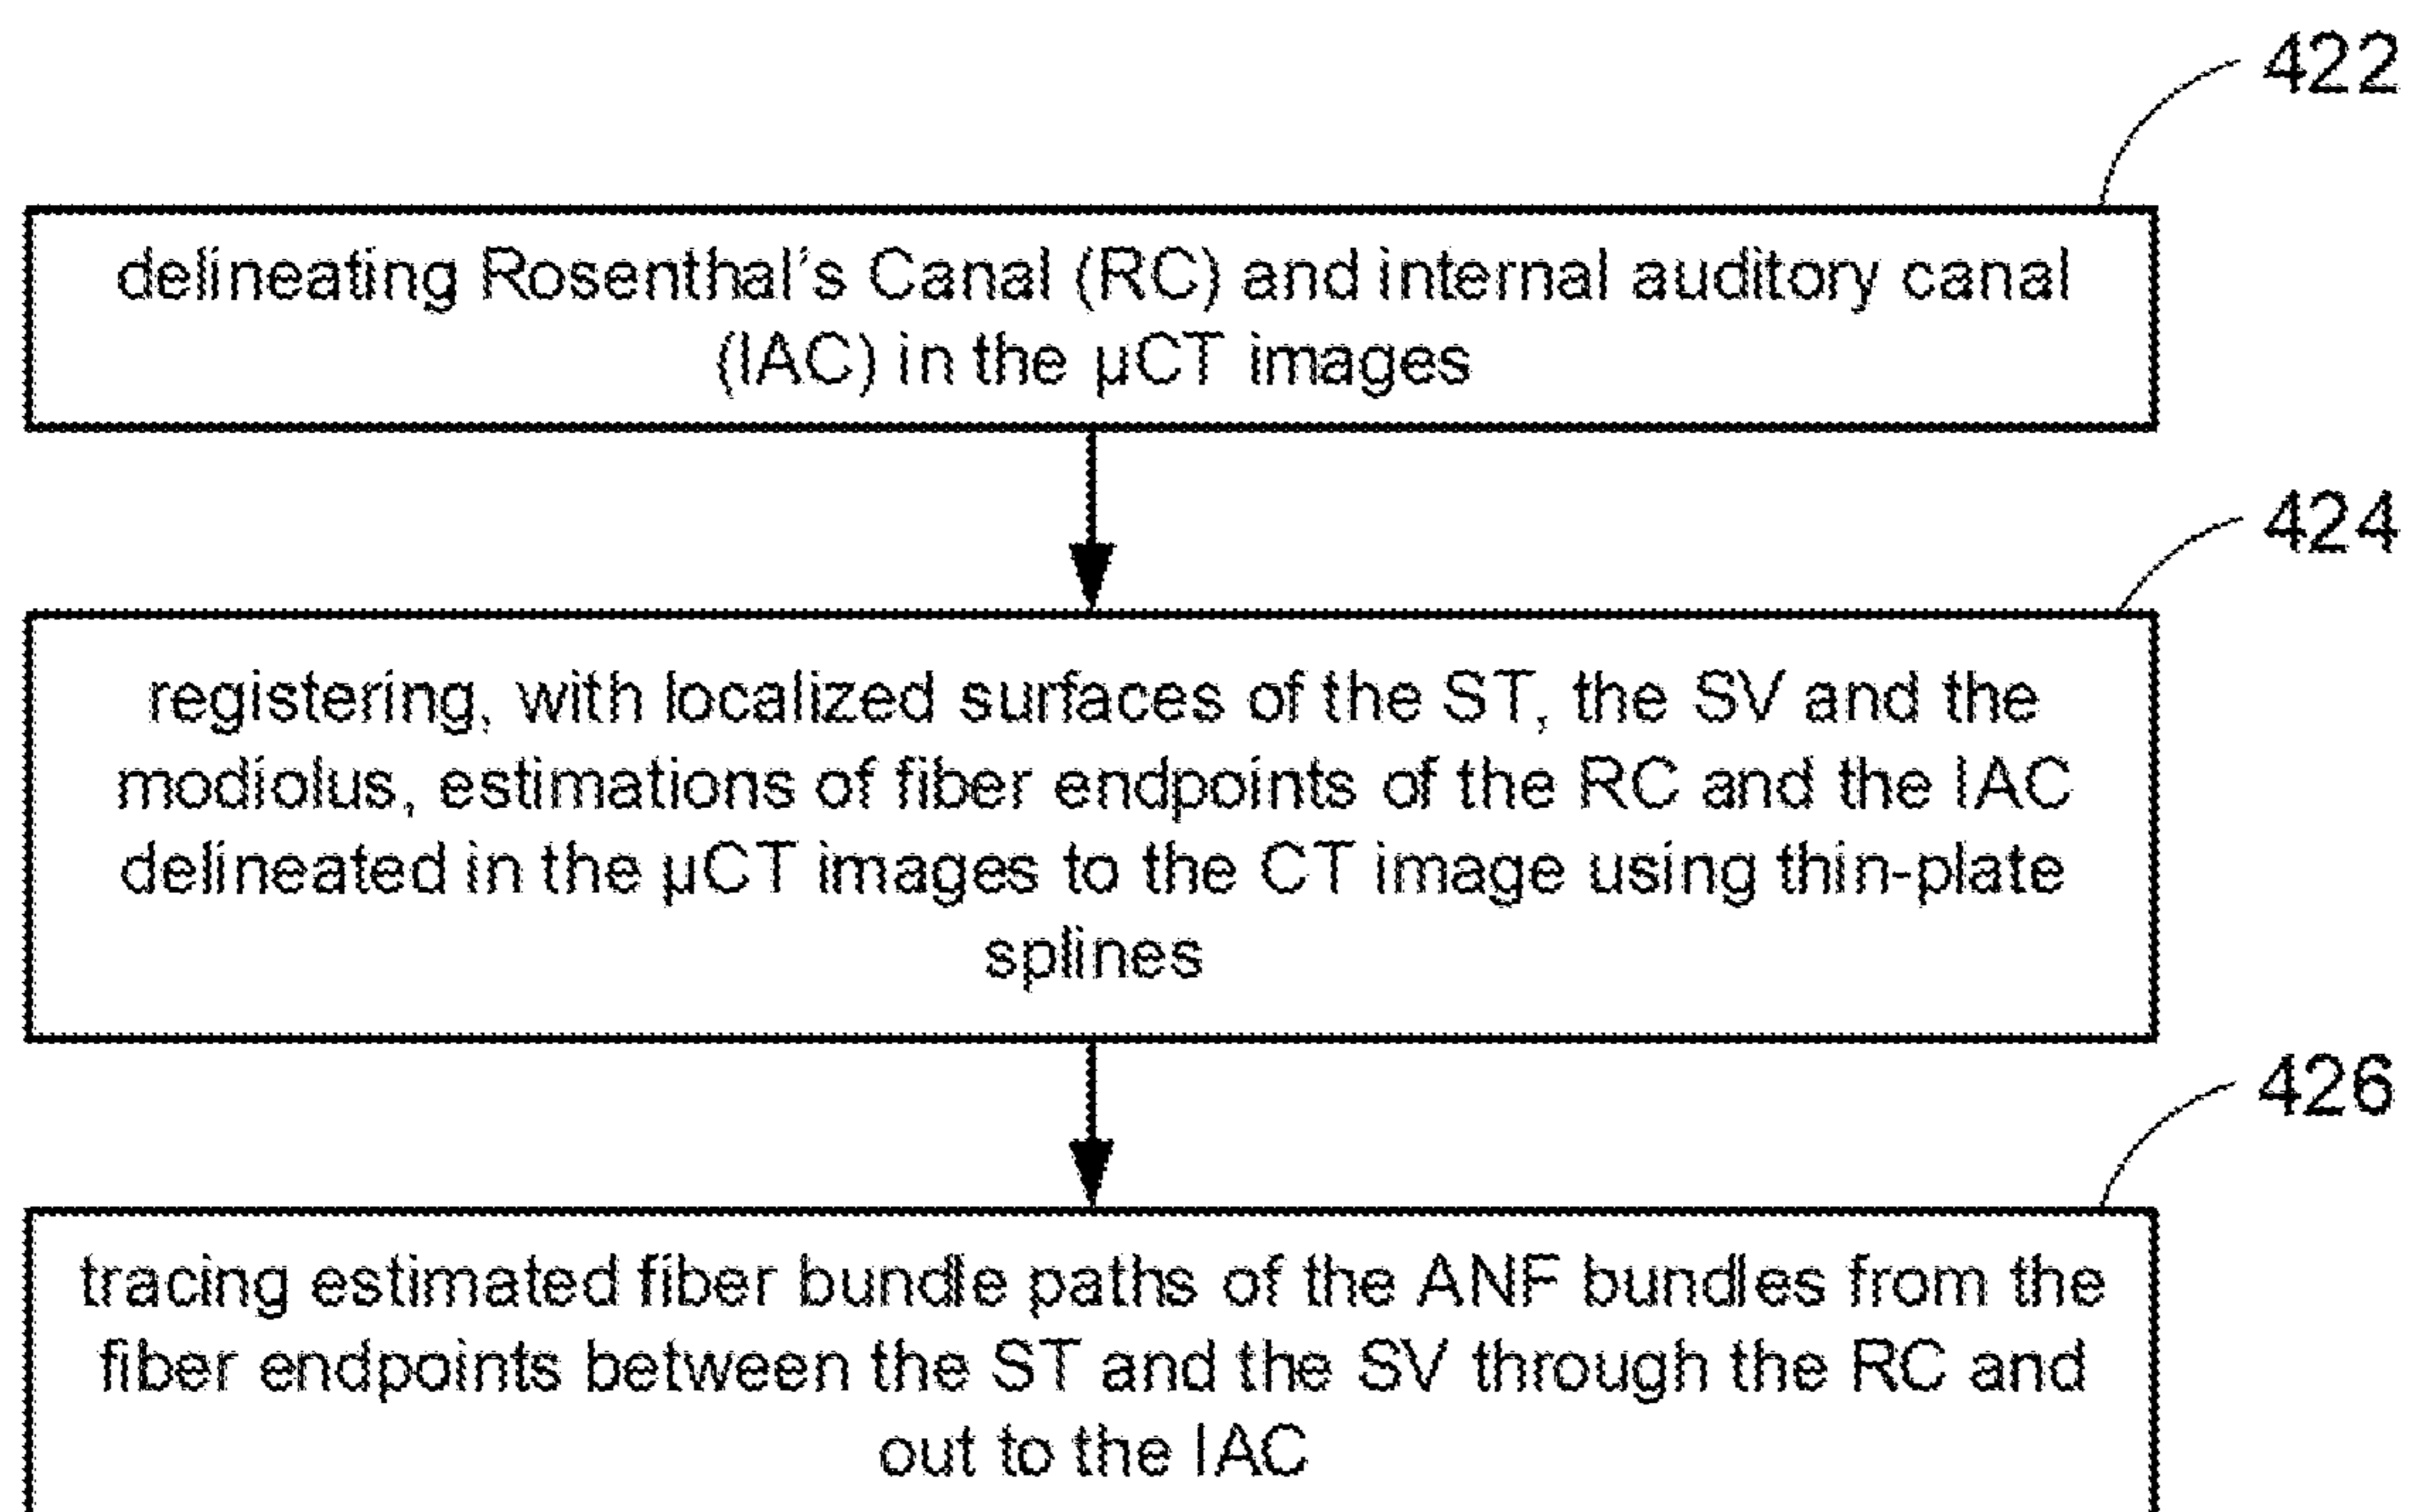 422
delineating Rosenthal's Canal (RC) and internal auditory canal
(IAC) in the µCT images
424
registering, with localized surfaces of the ST, the SV and the
modiolus, estimations of fiber endpoints of the RC and the IAC
delineated in the µCT images to the CT image using thin-plate
splines
426
tracing estimated fiber bundle paths of the ANF bundles from the
fiber endpoints between the ST and the SV through the RC and
out to the IAC